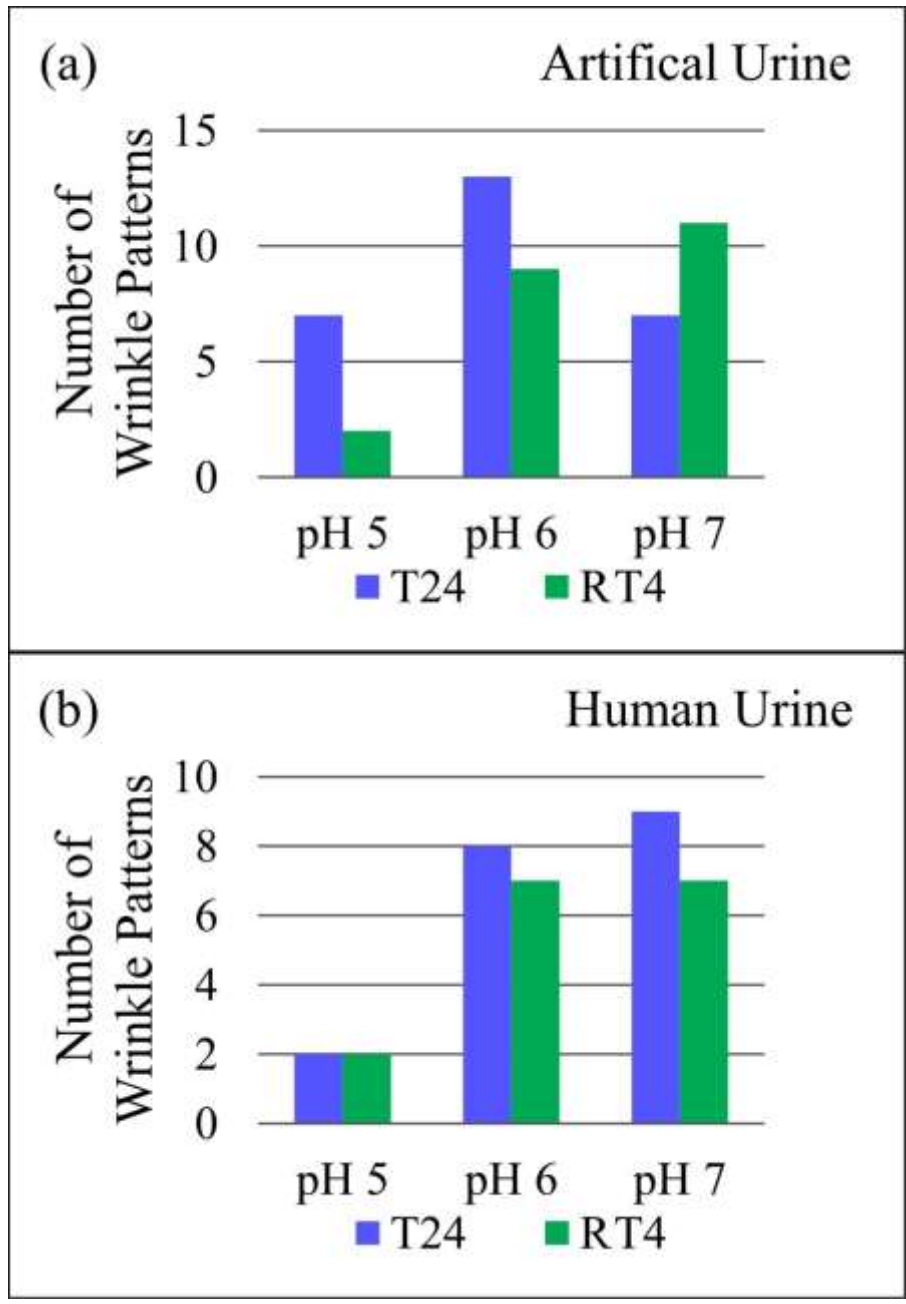 (a) Artifical Urine
Number of
Wrinkle Patterns
15
10
5
0
pH 5 pH 6 pH 7
T24 RT4
(b) Human Urine
Number of
Wrinkle Patterns
10
8
6
4
2
0
pH 5 pH 6 pH 7
T24 RT4